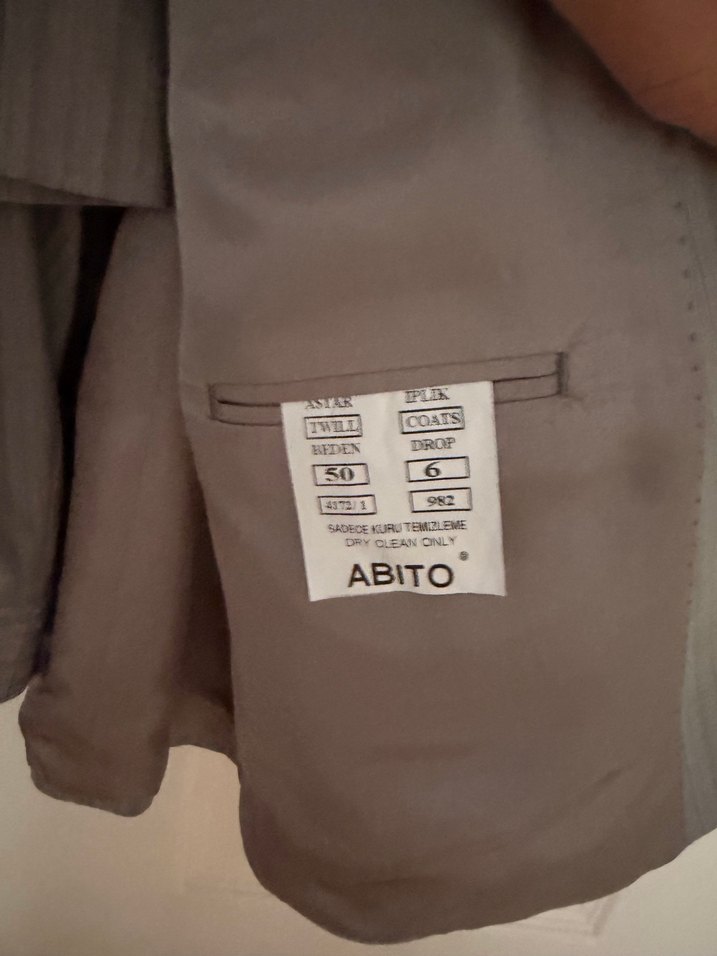 ASTAR IPLIK
TWILL COATS
BEDEN DROP
50 6
4172/1 982
SADECE KURU TEMIZLEME
DRY CLEAN ONLY
ABITO®